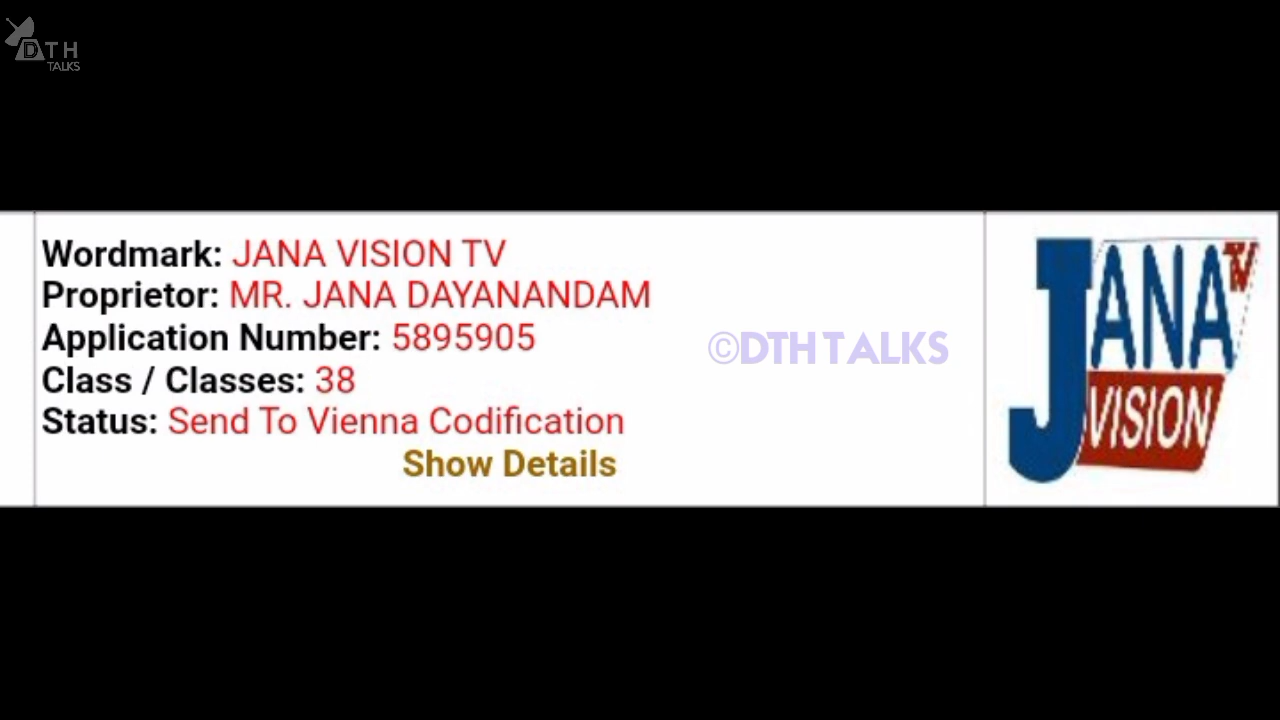 DTH
TALKS
Wordmark: JANA VISION TV
Proprietor: MR. JANA DAYANANDAM
Application Number: 5895905
Class / Classes: 38
Status: Send To Vienna Codification
Show Details
©DTH TALKS
JANA TV
VISION